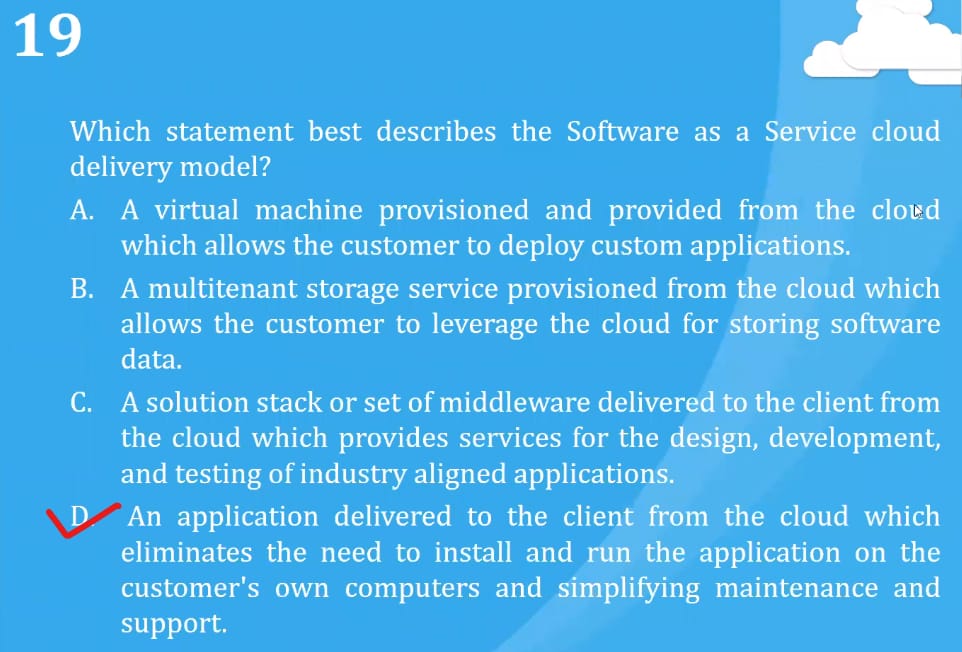 19
Which statement best describes the Software as a Service cloud
delivery model?
A. A virtual machine provisioned and provided from the cloud
which allows the customer to deploy custom applications.
B. A multitenant storage service provisioned from the cloud which
allows the customer to leverage the cloud for storing software
data.
C. A solution stack or set of middleware delivered to the client from
the cloud which provides services for the design, development,
and testing of industry aligned applications.
D. An application delivered to the client from the cloud which
eliminates the need to install and run the application on the
customer's own computers and simplifying maintenance and
support.